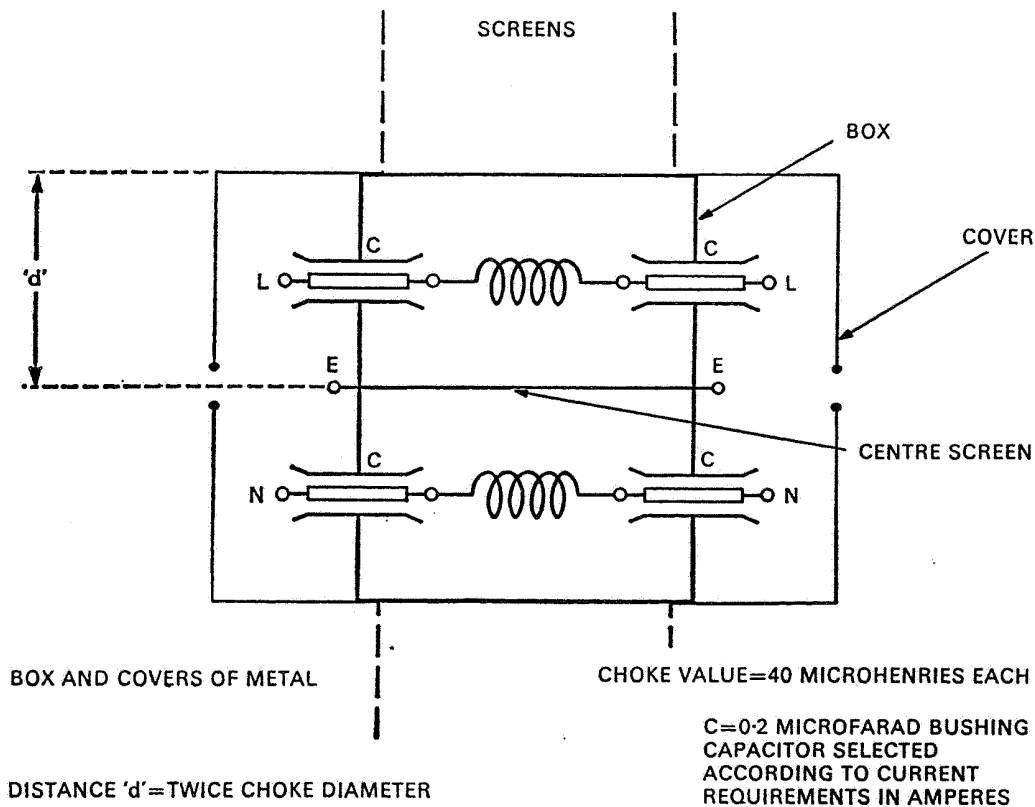 SCREENS
BOX
COVER
'd'
C
C
L
L
E
E
CENTRE SCREEN
C
C
N
N
BOX AND COVERS OF METAL
CHOKE VALUE=40 MICROHENRIES EACH
C=0·2 MICROFARAD BUSHING
CAPACITOR SELECTED
ACCORDING TO CURRENT
REQUIREMENTS IN AMPERES
DISTANCE 'd'=TWICE CHOKE DIAMETER